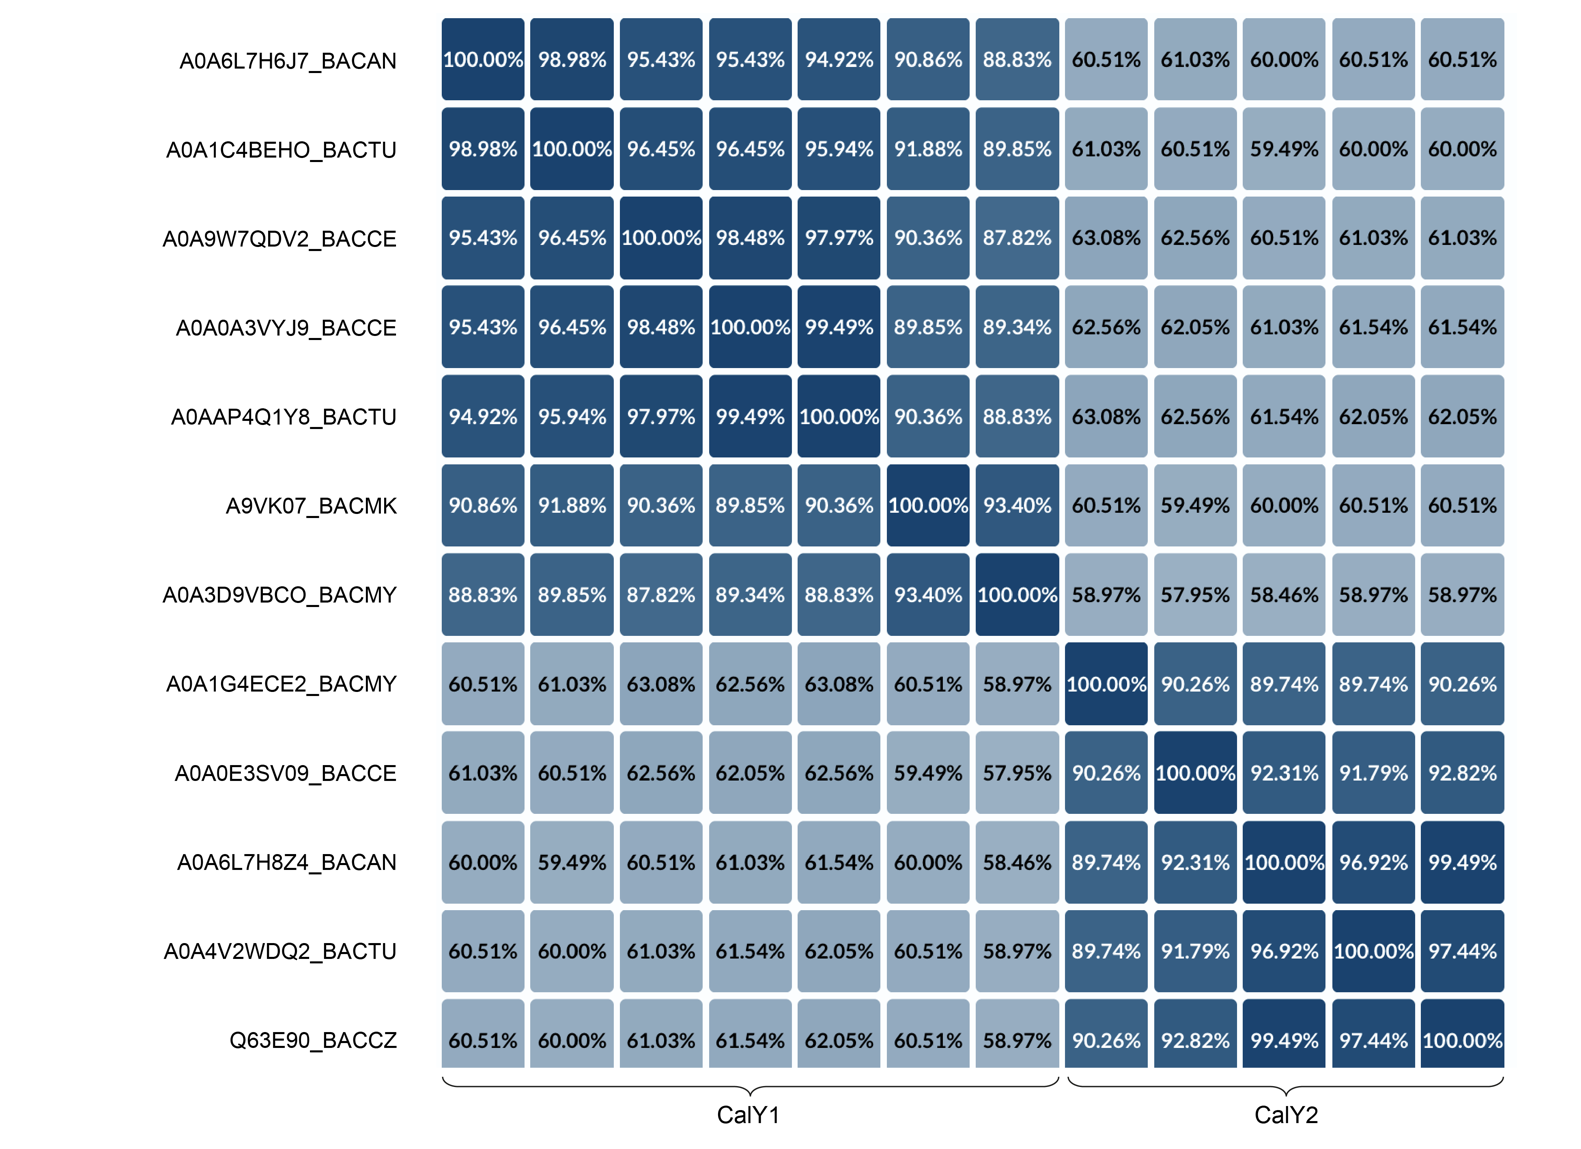 A0A6L7H6J7_BACAN 100.00% 98.98% 95.43% 95.43% 94.92% 90.86% 88.83% 60.51% 61.03% 60.00% 60.51% 60.51%
A0A1C4BEHO_BACTU 98.98% 100.00% 96.45% 96.45% 95.94% 91.88% 89.85% 61.03% 60.51% 59.49% 60.00% 60.00%
A0A9W7QDV2_BACCE 95.43% 96.45% 100.00% 98.48% 97.97% 90.36% 87.82% 63.08% 62.56% 60.51% 61.03% 61.03%
A0A0A3VYJ9_BACCE 95.43% 96.45% 98.48% 100.00% 99.49% 89.85% 89.34% 62.56% 62.05% 61.03% 61.54% 61.54%
A0AAP4Q1Y8_BACTU 94.92% 95.94% 97.97% 99.49% 100.00% 90.36% 88.83% 63.08% 62.56% 61.54% 62.05% 62.05%
A9VK07_BACMK 90.86% 91.88% 90.36% 89.85% 90.36% 100.00% 93.40% 60.51% 59.49% 60.00% 60.51% 60.51%
A0A3D9VBCO_BACMY 88.83% 89.85% 87.82% 89.34% 88.83% 93.40% 100.00% 58.97% 57.95% 58.46% 58.97% 58.97%
A0A1G4ECE2_BACMY 60.51% 61.03% 63.08% 62.56% 63.08% 60.51% 58.97% 100.00% 90.26% 89.74% 89.74% 90.26%
A0A0E3SV09_BACCE 61.03% 60.51% 62.56% 62.05% 62.56% 59.49% 57.95% 90.26% 100.00% 92.31% 91.79% 92.82%
A0A6L7H8Z4_BACAN 60.00% 59.49% 60.51% 61.03% 61.54% 60.00% 58.46% 89.74% 92.31% 100.00% 96.92% 99.49%
A0A4V2WDQ2_BACTU 60.51% 60.00% 61.03% 61.54% 62.05% 60.51% 58.97% 89.74% 91.79% 96.92% 100.00% 97.44%
Q63E90_BACCZ 60.51% 60.00% 61.03% 61.54% 62.05% 60.51% 58.97% 90.26% 92.82% 99.49% 97.44% 100.00%
CalY1 CalY2